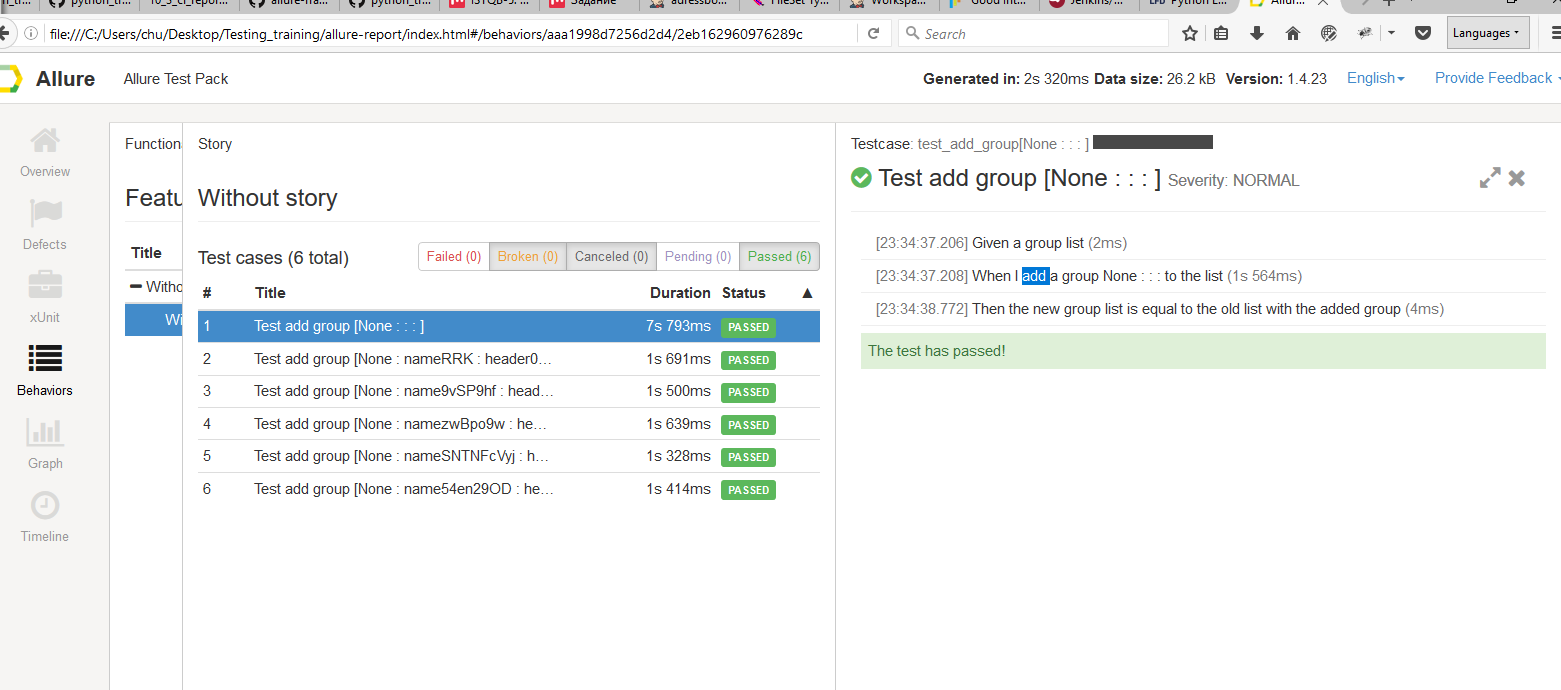 python_tr...
allure-fra...
python_tr...
Задание
adressbo...
FileSet Ty...
Workspa...
Good Int...
Jenkins/...
Python E...
Allur...
file:///C:/Users/chu/Desktop/Testing_training/allure-report/index.html#/behaviors/aaa1998d7256d2d4/2eb162960976289c
Search
Languages
Allure
Allure Test Pack
Generated in: 2s 320ms Data size: 26.2 kB Version: 1.4.23
English
Provide Feedback
Overview
Defects
xUnit
Behaviors
Graph
Timeline
Function
Featu
Title
Witho
Wi
Story
Without story
Test cases (6 total)
Failed (0) Broken (0) Canceled (0) Pending (0) Passed (6)
# Title Duration Status ▲
1 Test add group [None : : : ] 7s 793ms PASSED
2 Test add group [None : nameRRK : header0… 1s 691ms PASSED
3 Test add group [None : name9vSP9hf : head… 1s 500ms PASSED
4 Test add group [None : namezwBpo9w : he… 1s 639ms PASSED
5 Test add group [None : nameSNTNFcVyj : h… 1s 328ms PASSED
6 Test add group [None : name54en29OD : he… 1s 414ms PASSED
Testcase: test_add_group[None : : : ]
Test add group [None : : : ] Severity: NORMAL
[23:34:37.206] Given a group list (2ms)
[23:34:37.208] When I add a group None : : : to the list (1s 564ms)
[23:34:38.772] Then the new group list is equal to the old list with the added group (4ms)
The test has passed!